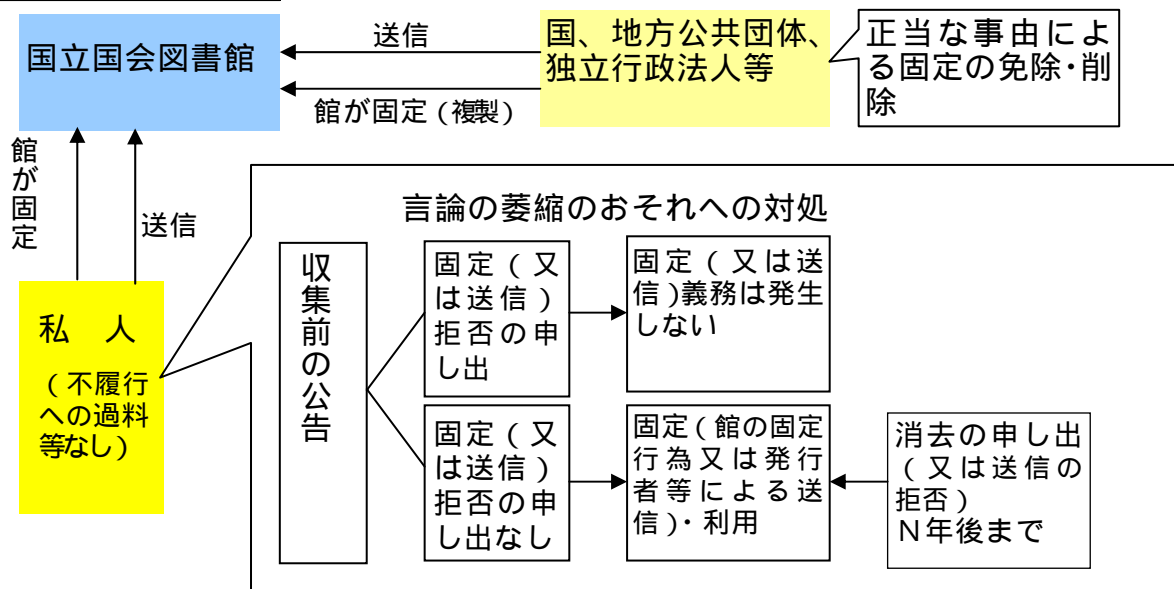 国立国会図書館
送信
館が固定（複製）
国、地方公共団体、
独立行政法人等
正当な事由によ
る固定の免除・削
除
館が固定
送信
私　人
（不履行
への過料
等なし）
言論の萎縮のおそれへの対処
収集前の公告
固定（又
は送信）
拒否の申
し出
固定（又は送
信）義務は発生
しない
固定（又
は送信）
拒否の申
し出なし
固定（館の固定
行為又は発行
者等による送
信）・利用
消去の申し出
（又は送信の
拒否）
Ｎ年後まで